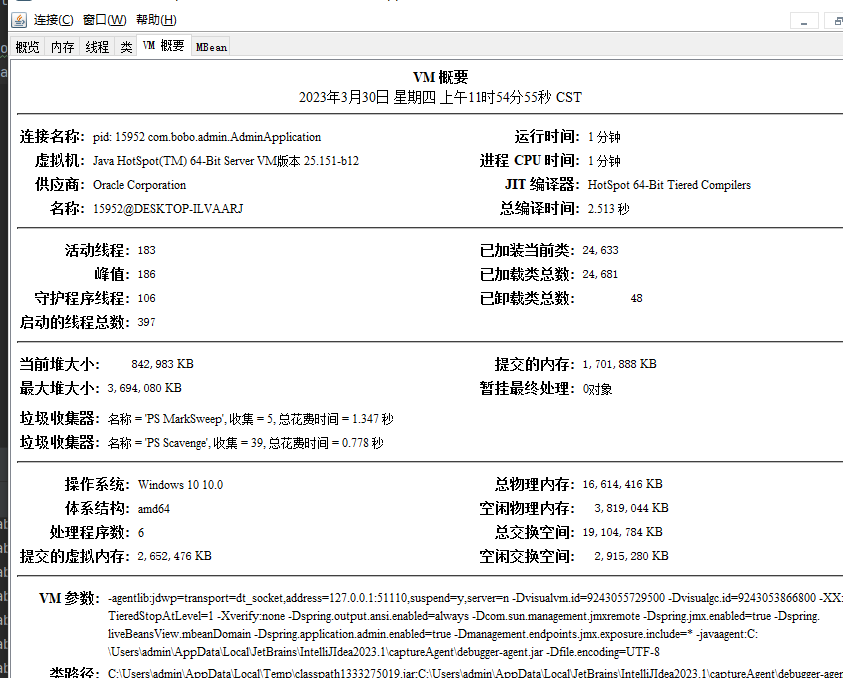 连接(C) 窗口(W) 帮助(H)
概览 内存 线程 类 VM 概要 MBean
VM 概要
2023年3月30日 星期四 上午11时54分55秒 CST
连接名称: pid: 15952 com.bobo.admin.AdminApplication 运行时间: 1 分钟
虚拟机: Java HotSpot(TM) 64-Bit Server VM版本 25.151-b12 进程 CPU 时间: 1 分钟
供应商: Oracle Corporation JIT 编译器: HotSpot 64-Bit Tiered Compilers
名称: 15952@DESKTOP-ILVAARJ 总编译时间: 2.513 秒
活动线程: 183 已加装当前类: 24,633
峰值: 186 已加载类总数: 24,681
守护程序线程: 106 已卸载类总数: 48
启动的线程总数: 397
当前堆大小: 842,983 KB 提交的内存: 1,701,888 KB
最大堆大小: 3,694,080 KB 暂挂最终处理: 0对象
垃圾收集器: 名称 = 'PS MarkSweep', 收集 = 5, 总花费时间 = 1.347 秒
垃圾收集器: 名称 = 'PS Scavenge', 收集 = 39, 总花费时间 = 0.778 秒
操作系统: Windows 10 10.0 总物理内存: 16,614,416 KB
体系结构: amd64 空闲物理内存: 3,819,044 KB
处理程序数: 6 总交换空间: 19,104,784 KB
提交的虚拟内存: 2,652,476 KB 空闲交换空间: 2,915,280 KB
VM 参数: -agentlib:jdwp=transport=dt_socket,address=127.0.0.1:51110,suspend=y,server=n -Dvisualvm.id=9243055729500 -Dvisualgc.id=9243053866800 -XX:
TieredStopAtLevel=1 -Xverify:none -Dspring.output.ansi.enabled=always -Dcom.sun.management.jmxremote -Dspring.jmx.enabled=true -Dspring.
liveBeansView.mbeanDomain -Dspring.application.admin.enabled=true -Dmanagement.endpoints.jmx.exposure.include=* -javaagent:C:
\Users\admin\AppData\Local\JetBrains\IntelliJIdea2023.1\captureAgent\debugger-agent.jar -Dfile.encoding=UTF-8
类路径: C:\Users\admin\AppData\Local\Temp\classpath1333275019.jar;C:\Users\admin\AppData\Local\JetBrains\IntelliJIdea2023.1\captureAgent\debugger-agen